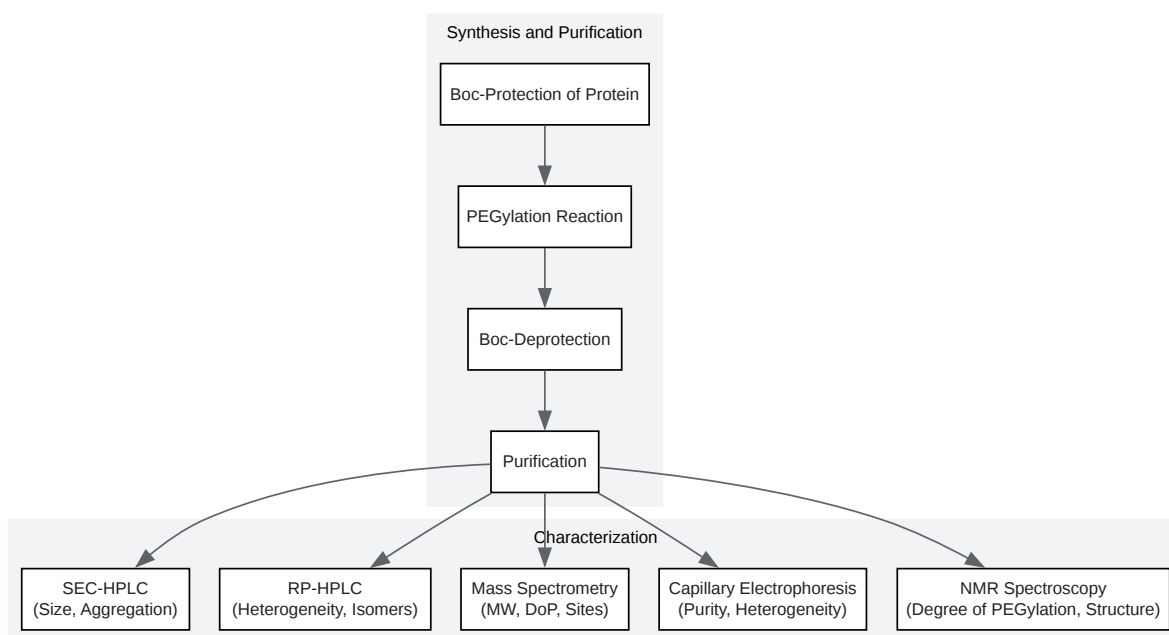 Synthesis and Purification
Boc-Protection of Protein
PEGylation Reaction
Boc-Deprotection
Purification
Characterization
SEC-HPLC
(Size, Aggregation)
RP-HPLC
(Heterogeneity, Isomers)
Mass Spectrometry
(MW, DoP, Sites)
Capillary Electrophoresis
(Purity, Heterogeneity)
NMR Spectroscopy
(Degree of PEGylation, Structure)